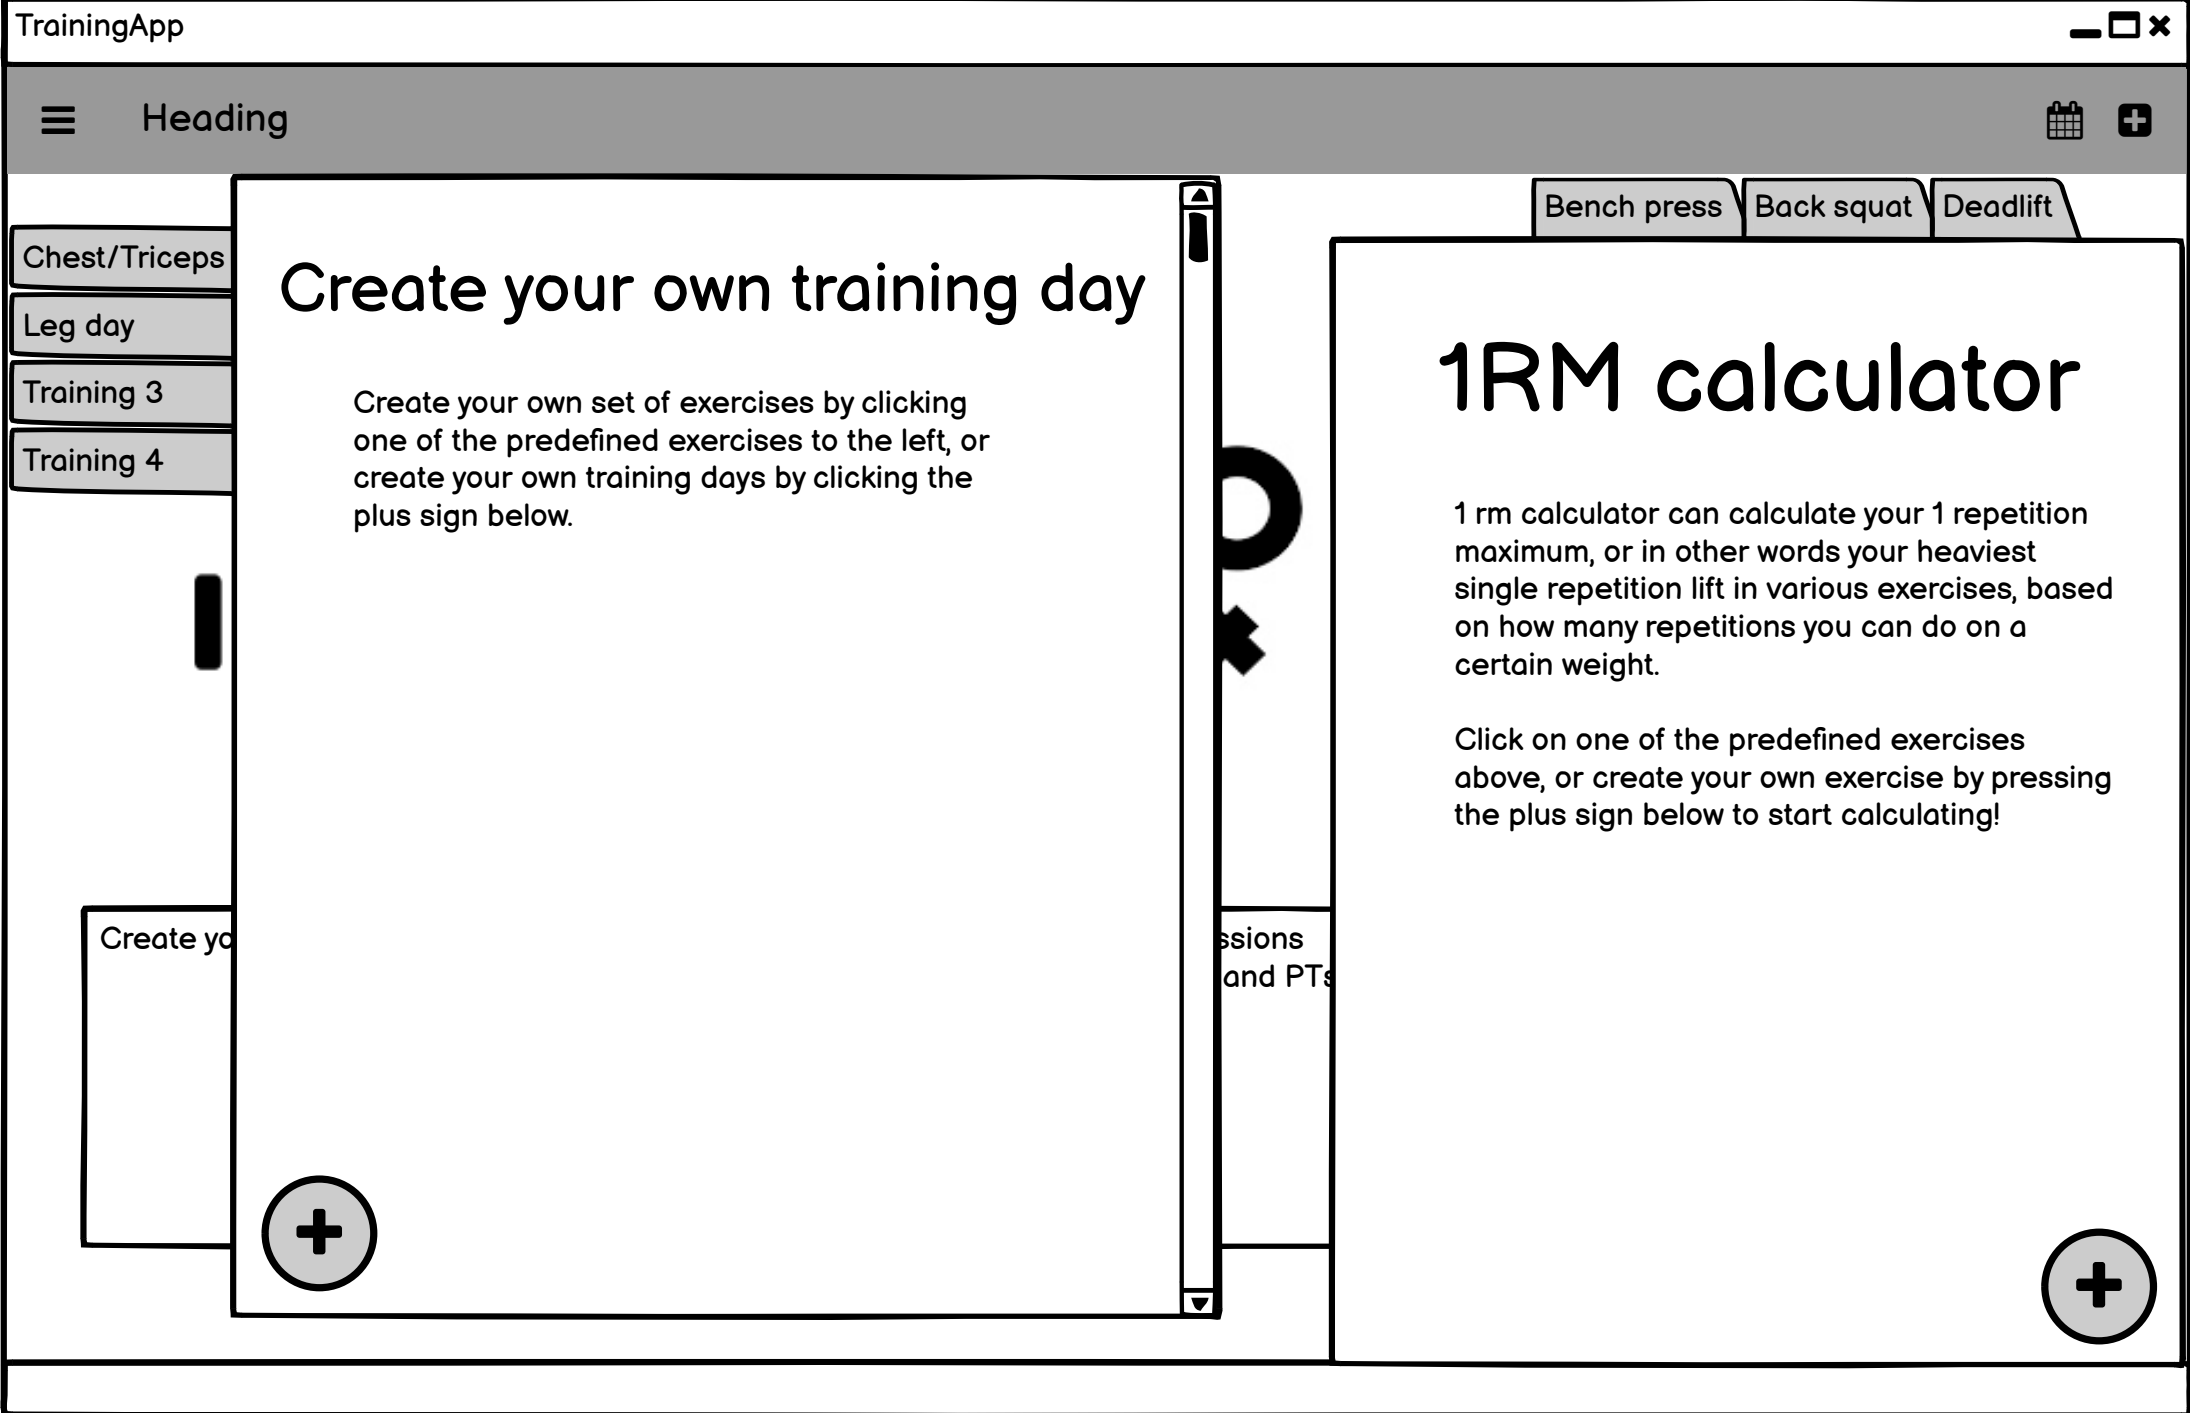 TrainingApp
Heading
Chest/Triceps
Leg day
Training 3
Training 4
Create your own training day
Create your own set of exercises by clicking
one of the predefined exercises to the left, or
create your own training days by clicking the
plus sign below.
Bench press
Back squat
Deadlift
1RM calculator
1 rm calculator can calculate your 1 repetition
maximum, or in other words your heaviest
single repetition lift in various exercises, based
on how many repetitions you can do on a
certain weight.
Click on one of the predefined exercises
above, or create your own exercise by pressing
the plus sign below to start calculating!
Create
and